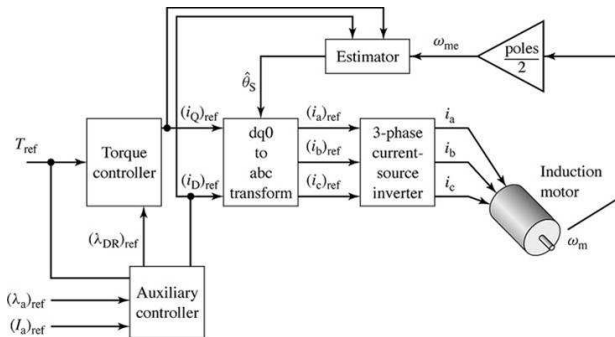 poles
2
ω_me
Estimator
θ̂_S
(i_Q)_ref
(i_a)_ref
i_a
T_ref
Torque
controller
dq0
to
abc
transform
(i_b)_ref
3-phase
current-
source
inverter
i_b
Induction
motor
(i_D)_ref
(i_c)_ref
i_c
(λ_DR)_ref
ω_m
(λ_a)_ref
Auxiliary
controller
(I_a)_ref